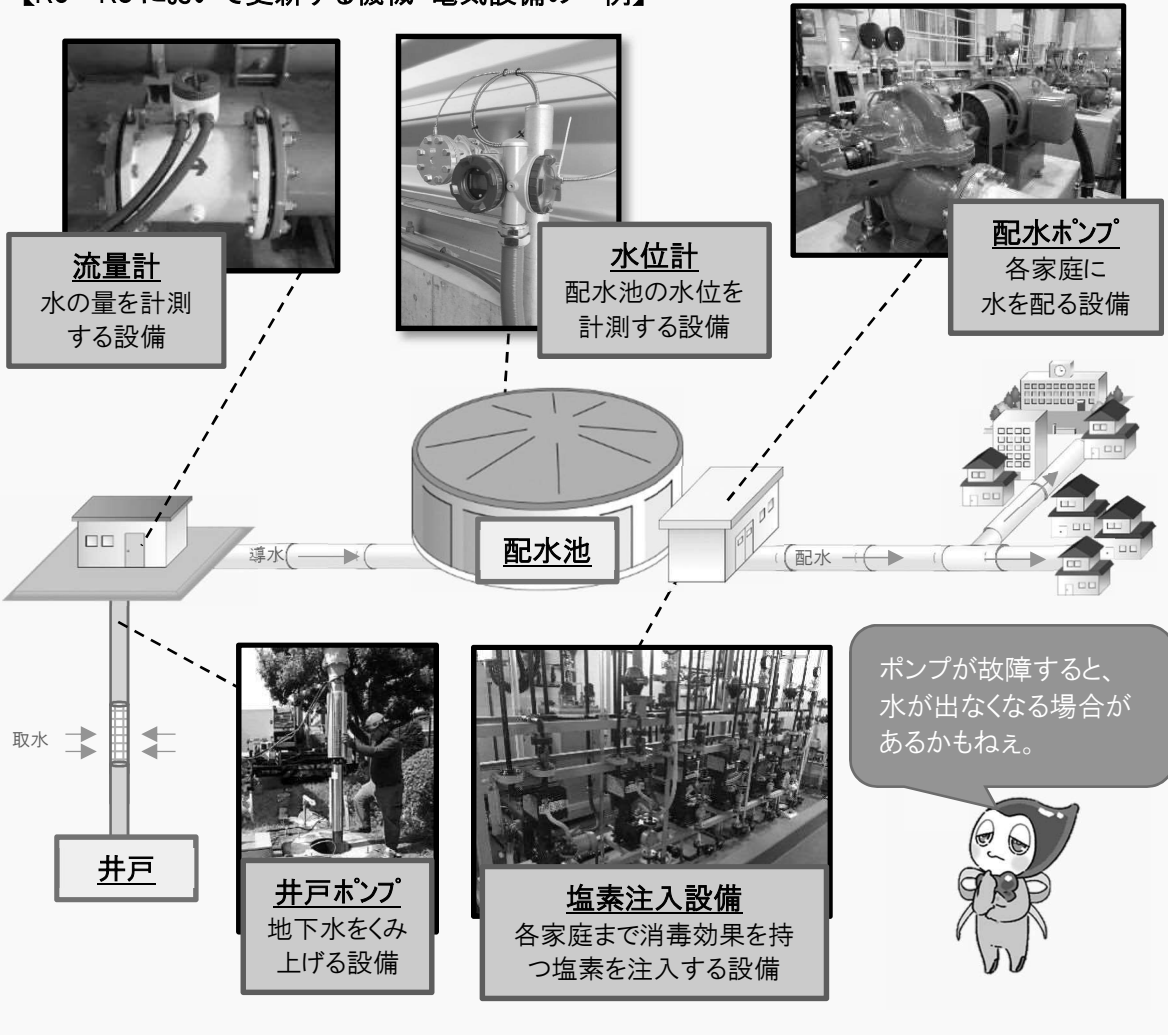 において更新する機械・電気設備の一例】
流量計
水の量を計測
する設備
水位計
配水池の水位を
計測する設備
配水ポンプ
各家庭に
水を配る設備
導水
配水池
配水
取水
井戸
井戸ポンプ
地下水をくみ
上げる設備
塩素注入設備
各家庭まで消毒効果を持
つ塩素を注入する設備
ポンプが故障すると、
水が出なくなる場合が
あるかもねぇ。